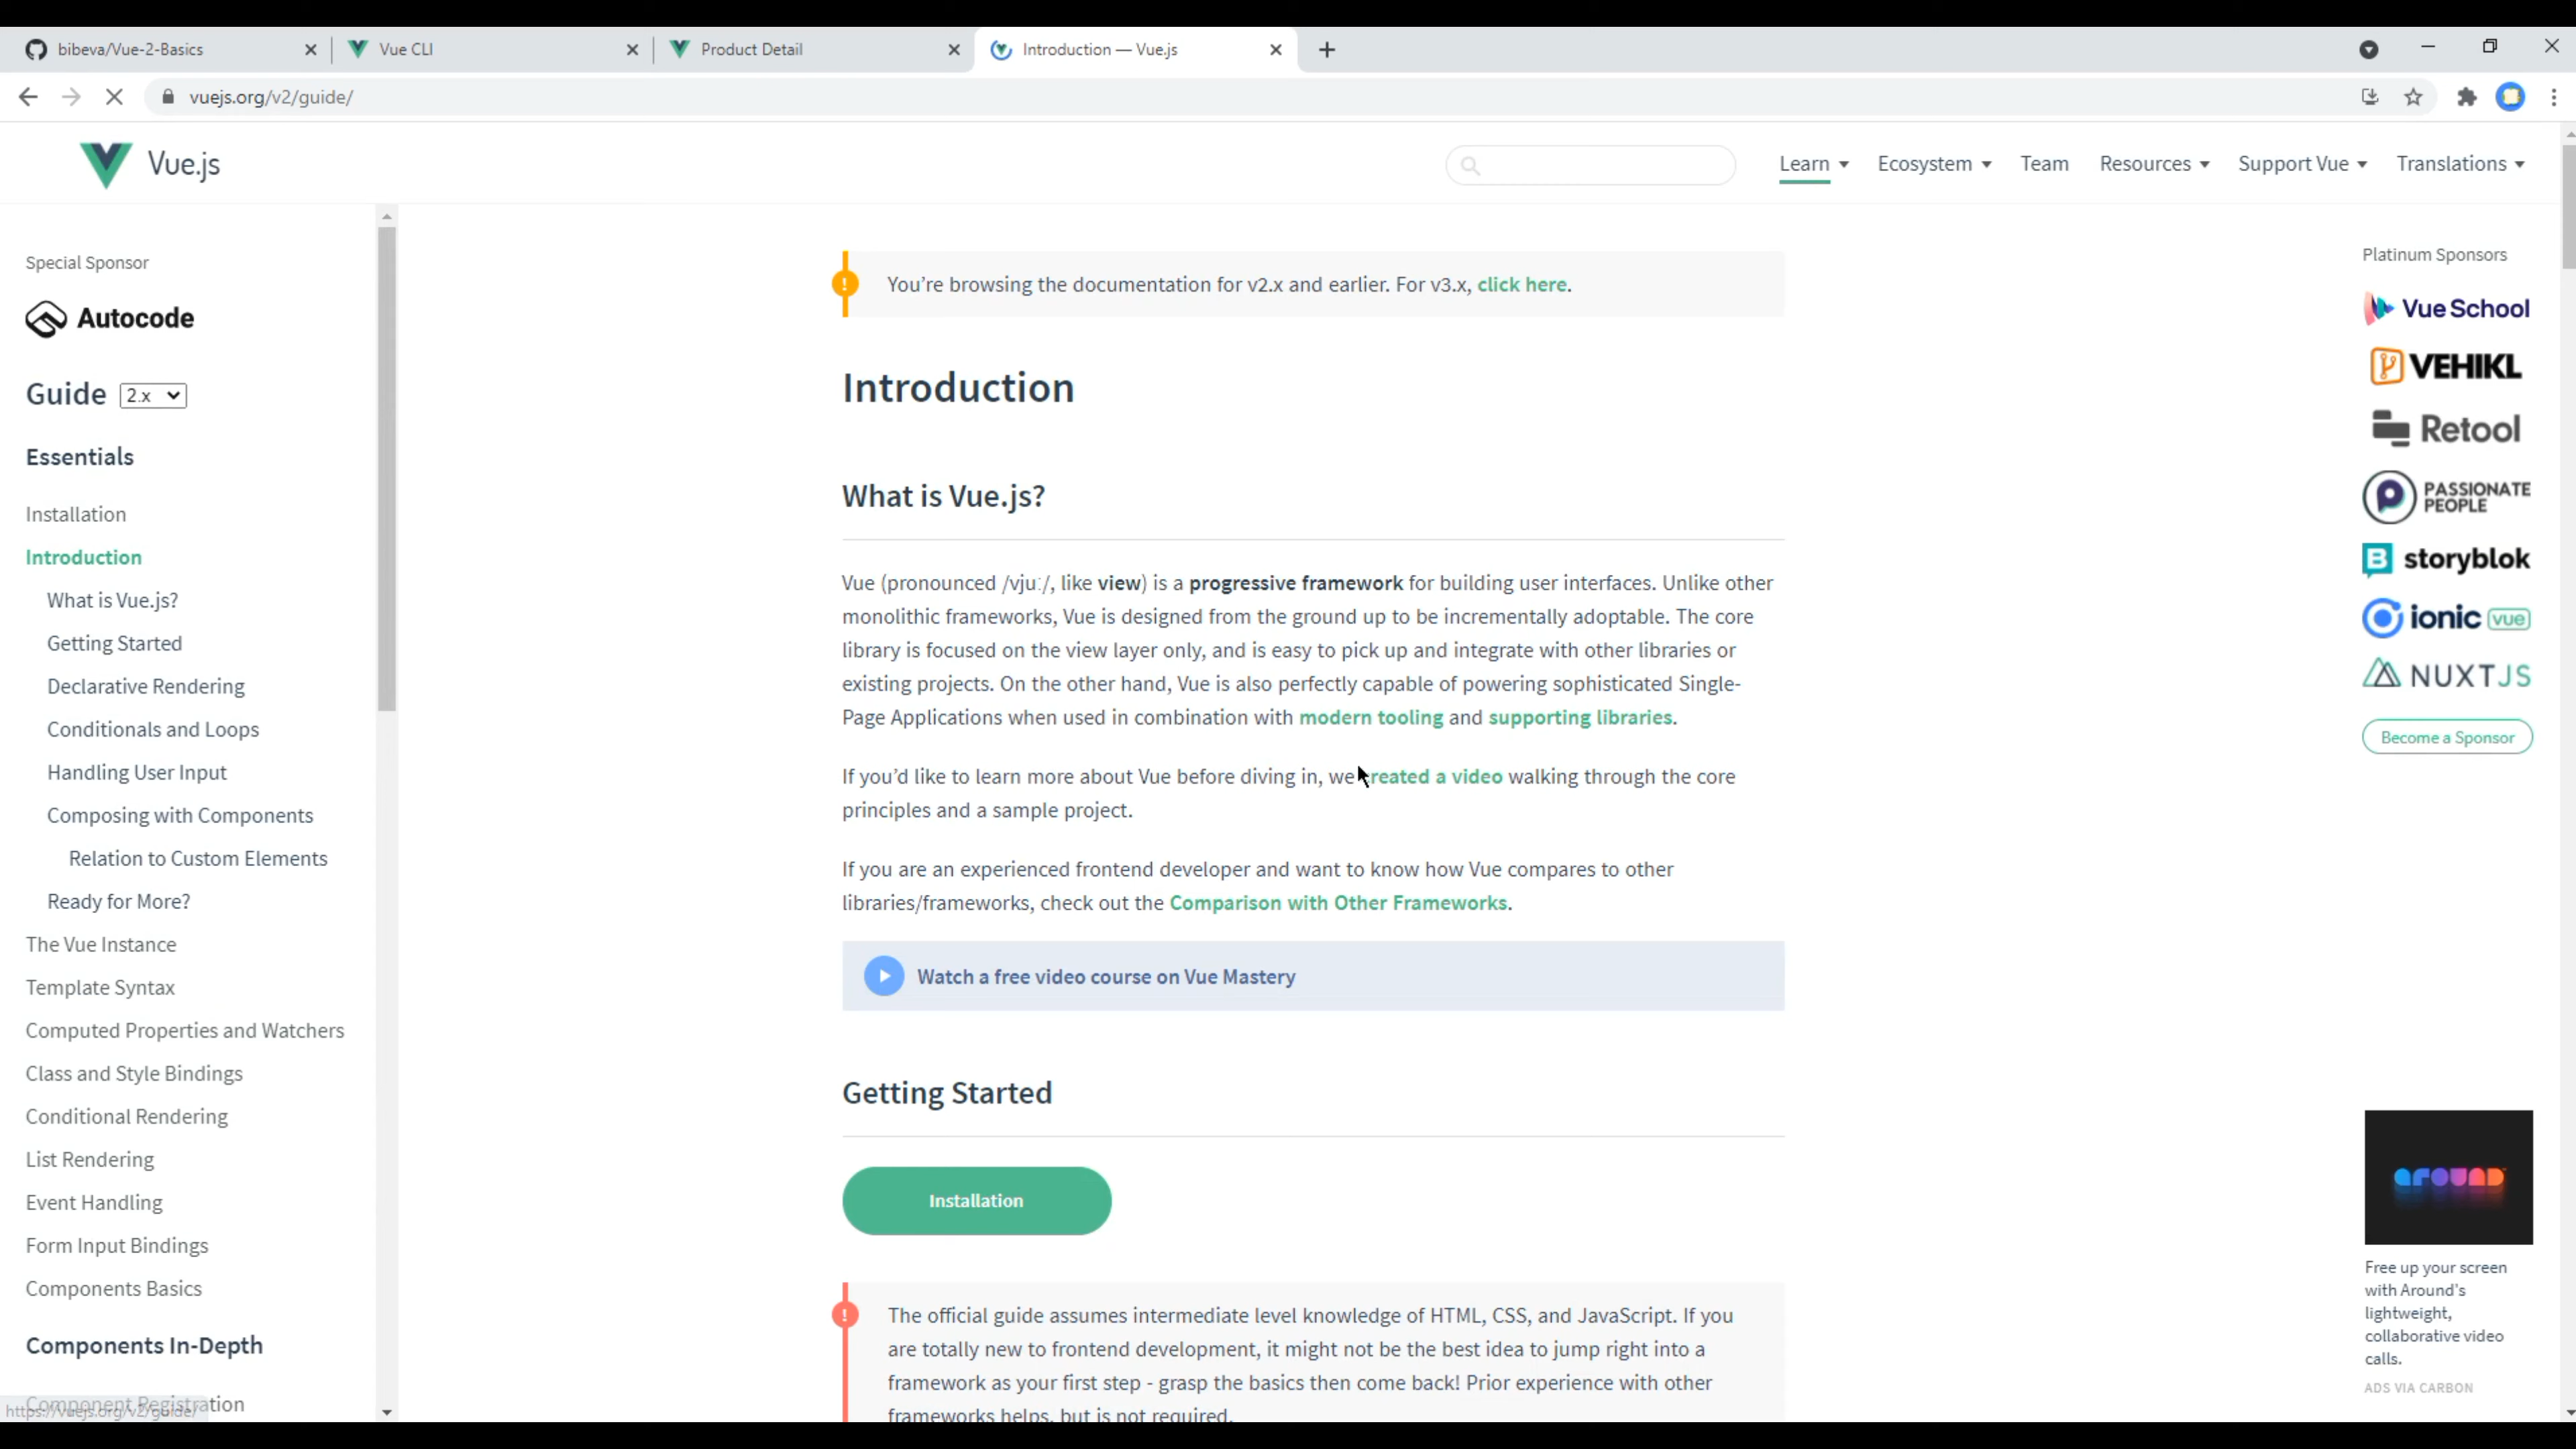 bibeva/Vue-2-Basics
Vue CLI
Product Detail
Introduction — Vue.js
vuejs.org/v2/guide/
Vue.js
Learn
Ecosystem
Team
Resources
Support Vue
Translations
Special Sponsor
Autocode
Guide 2.x
Essentials
Installation
Introduction
What is Vue.js?
Getting Started
Declarative Rendering
Conditionals and Loops
Handling User Input
Composing with Components
Relation to Custom Elements
Ready for More?
The Vue Instance
Template Syntax
Computed Properties and Watchers
Class and Style Bindings
Conditional Rendering
List Rendering
Event Handling
Form Input Bindings
Components Basics
Components In-Depth
Component Registration
https://vuejs.org/v2/guide/
You’re browsing the documentation for v2.x and earlier. For v3.x, click here.
Introduction
What is Vue.js?
Vue (pronounced /vjuː/, like view) is a progressive framework for building user interfaces. Unlike other
monolithic frameworks, Vue is designed from the ground up to be incrementally adoptable. The core
library is focused on the view layer only, and is easy to pick up and integrate with other libraries or
existing projects. On the other hand, Vue is also perfectly capable of powering sophisticated Single-
Page Applications when used in combination with modern tooling and supporting libraries.
If you’d like to learn more about Vue before diving in, we created a video walking through the core
principles and a sample project.
If you are an experienced frontend developer and want to know how Vue compares to other
libraries/frameworks, check out the Comparison with Other Frameworks.
Watch a free video course on Vue Mastery
Getting Started
Installation
The official guide assumes intermediate level knowledge of HTML, CSS, and JavaScript. If you
are totally new to frontend development, it might not be the best idea to jump right into a
framework as your first step - grasp the basics then come back! Prior experience with other
frameworks helps, but is not required.
Platinum Sponsors
Vue School
VEHIKL
Retool
PASSIONATE
PEOPLE
storyblok
ionic vue
NUXTJS
Become a Sponsor
around
Free up your screen
with Around's
lightweight,
collaborative video
calls.
ADS VIA CARBON